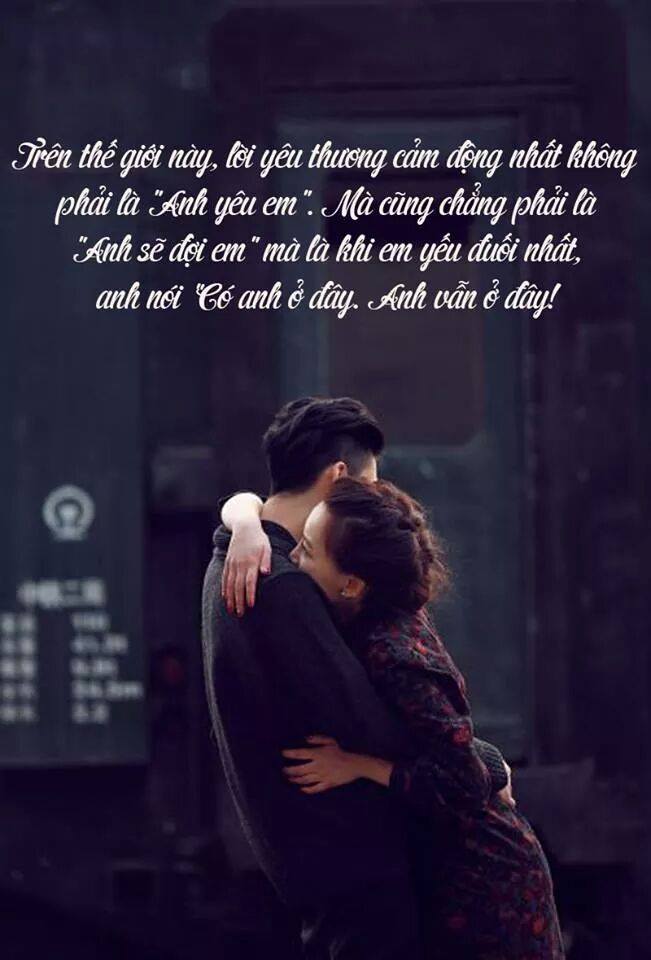 Trên thế giới này, lời yêu thương cảm động nhất không
phải là "Anh yêu em". Mà cũng chẳng phải là
"Anh sẽ đợi em" mà là khi em yếu đuối nhất,
anh nói "Có anh ở đây. Anh vẫn ở đây!